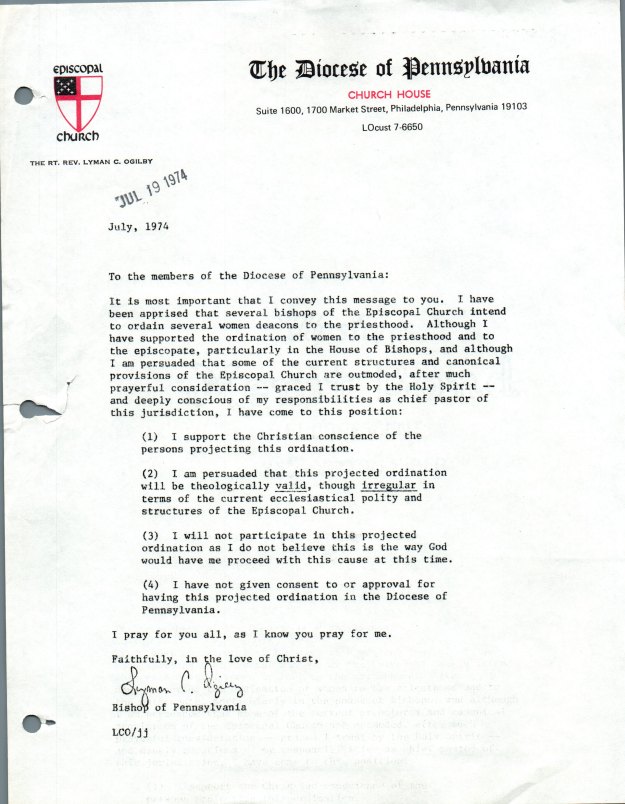 episcopal
church
The Diocese of Pennsylvania
CHURCH HOUSE
Suite 1600, 1700 Market Street, Philadelphia, Pennsylvania 19103
LOcust 7-6650
THE RT. REV. LYMAN C. OGILBY
JUL 19 1974
July, 1974
To the members of the Diocese of Pennsylvania:
It is most important that I convey this message to you. I have
been apprised that several bishops of the Episcopal Church intend
to ordain several women deacons to the priesthood. Although I
have supported the ordination of women to the priesthood and to
the episcopate, particularly in the House of Bishops, and although
I am persuaded that some of the current structures and canonical
provisions of the Episcopal Church are outmoded, after much
prayerful consideration -- graced I trust by the Holy Spirit --
and deeply conscious of my responsibilities as chief pastor of
this jurisdiction, I have come to this position:
(1) I support the Christian conscience of the
persons projecting this ordination.
(2) I am persuaded that this projected ordination
will be theologically valid, though irregular in
terms of the current ecclesiastical polity and
structures of the Episcopal Church.
(3) I will not participate in this projected
ordination as I do not believe this is the way God
would have me proceed with this cause at this time.
(4) I have not given consent to or approval for
having this projected ordination in the Diocese of
Pennsylvania.
I pray for you all, as I know you pray for me.
Faithfully, in the love of Christ,
Lyman C. Ogilby
Bishop of Pennsylvania
LCO/jj